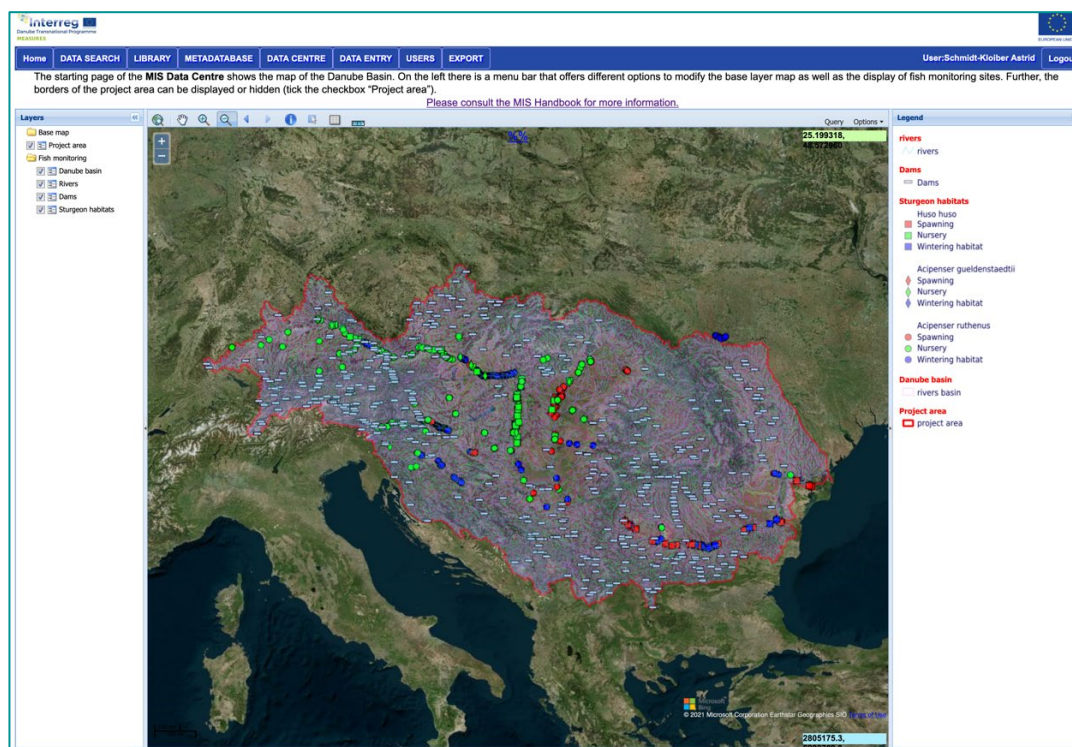 Interreg
Danube Transnational Programme
MEASURES
EUROPEAN UNI
Home DATA SEARCH LIBRARY METADATABASE DATA CENTRE DATA ENTRY USERS EXPORT User:Schmidt-Kloiber Astrid Logou
The starting page of the MIS Data Centre shows the map of the Danube Basin. On the left there is a menu bar that offers different options to modify the base layer map as well as the display of fish monitoring sites. Further, the
borders of the project area can be displayed or hidden (tick the checkbox "Project area").
Please consult the MIS Handbook for more information.
Layers
Base map
Project area
Fish monitoring
Danube basin
Rivers
Dams
Sturgeon habitats
Query Options
%%
25.199318,
+
−
Legend
rivers
rivers
Dams
Dams
Sturgeon habitats
Huso huso
Spawning
Nursery
Wintering habitat
Acipenser gueldenstaedtii
Spawning
Nursery
Wintering habitat
Acipenser ruthenus
Spawning
Nursery
Wintering habitat
Danube basin
rivers basin
Project area
project area
Microsoft
Bing
© 2021 Microsoft Corporation Earthstar Geographics SIO Terms of Use
2805175.3,